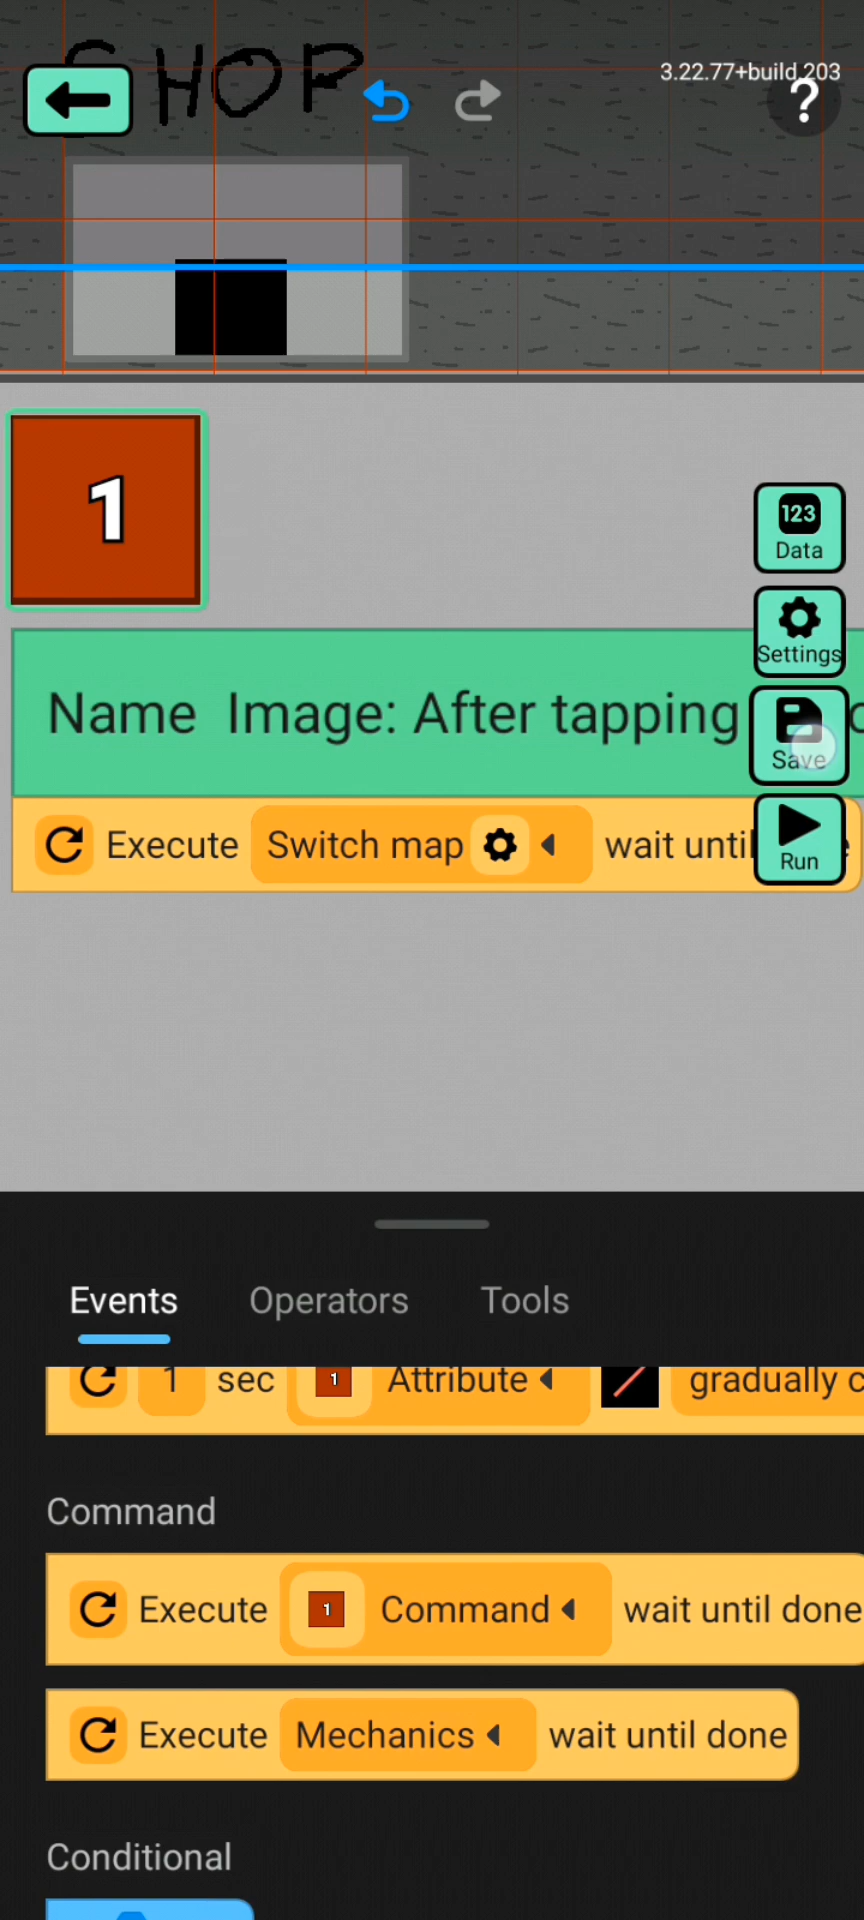 SHOP
3.22.77+build.203
?
1
123
Data
Settings
Name Image: After tapping
Save
Execute Switch map wait until
Run
Events Operators Tools
1 sec 1 Attribute gradually c
Command
Execute 1 Command wait until done
Execute Mechanics wait until done
Conditional